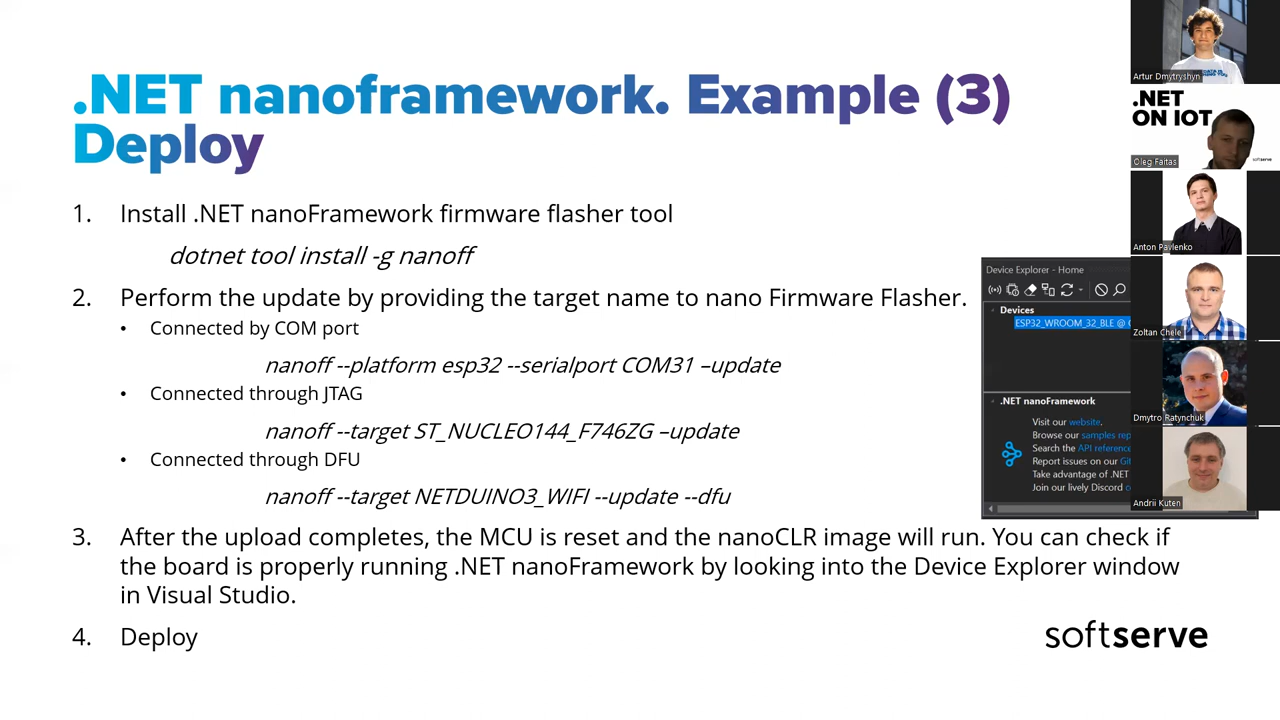 .NET nanoframework. Example (3)
Deploy
1. Install .NET nanoFramework firmware flasher tool
dotnet tool install -g nanoff
2. Perform the update by providing the target name to nano Firmware Flasher.
• Connected by COM port
nanoff --platform esp32 --serialport COM31 –update
• Connected through JTAG
nanoff --target ST_NUCLEO144_F746ZG –update
• Connected through DFU
nanoff --target NETDUINO3_WIFI --update --dfu
3. After the upload completes, the MCU is reset and the nanoCLR image will run. You can check if
the board is properly running .NET nanoFramework by looking into the Device Explorer window
in Visual Studio.
4. Deploy
Device Explorer - Home
Devices
ESP32_WROOM_32_BLE @
.NET nanoFramework
Visit our website.
Browse our samples
Search the API reference
Report issues on our
Take advantage of .NET
Join our lively Discord
softserve
Artur Dmytryshyn
.NET
ON IOT
softserve
Oleg Faitas
Anton Pavlenko
Zoltan Chele
Dmytro Ratynchuk
Andrii Kuten